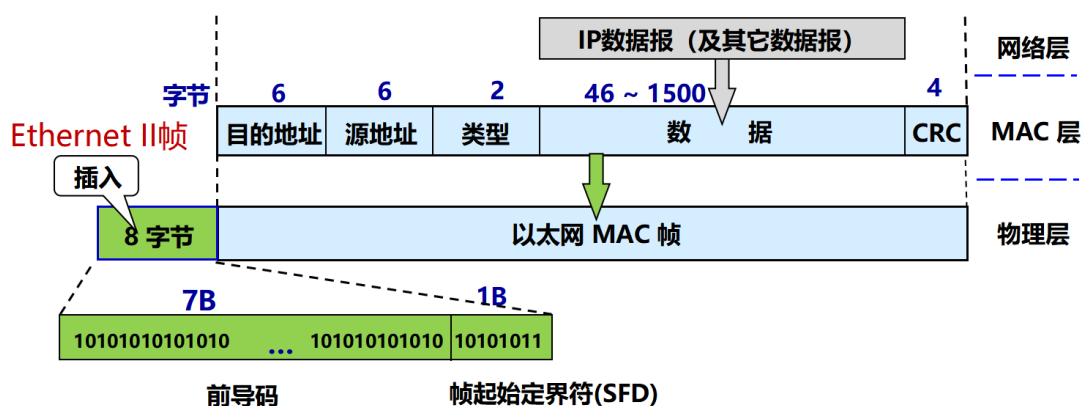 IP数据报（及其它数据报）
网络层
字节
6
6
2
46 ~ 1500
4
Ethernet II帧
目的地址
源地址
类型
数 据
CRC
MAC 层
插入
8 字节
以太网 MAC 帧
物理层
7B
1B
10101010101010 ... 101010101010
10101011
前导码
帧起始定界符(SFD)